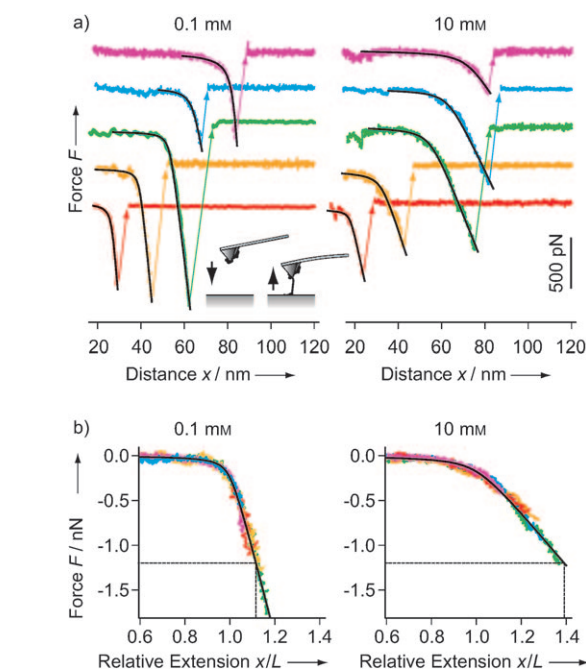 a) 0.1 mM 10 mM
Force F
500 pN
20 40 60 80 100 120 20 40 60 80 100 120
Distance x / nm Distance x / nm
b) 0.1 mM 10 mM
Force F / nN
0.0 0.0
-0.5 -0.5
-1.0 -1.0
-1.5 -1.5
0.6 0.8 1.0 1.2 1.4 0.6 0.8 1.0 1.2 1.4
Relative Extension x/L Relative Extension x/L